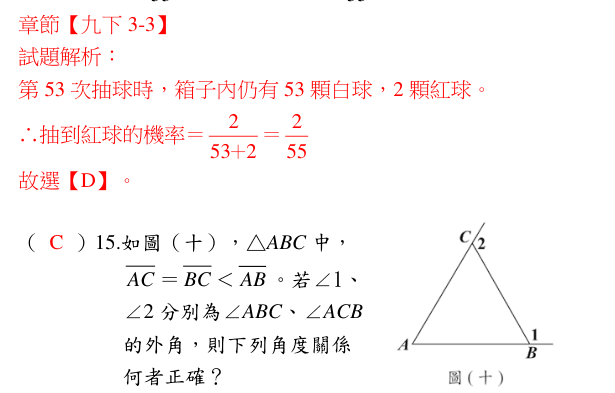 章節【九下 3-3】
試題解析：
第 53 次抽球時，箱子內仍有 53 顆白球，2 顆紅球。
∴抽到紅球的機率＝2/(53+2)＝2/55
故選【D】。
（ C ）15.如圖（十），△ABC 中，
AC＝BC＜AB。若∠1、
∠2 分別為∠ABC、∠ACB
的外角，則下列角度關係
何者正確？
C 2
A 1
B
圖（十）